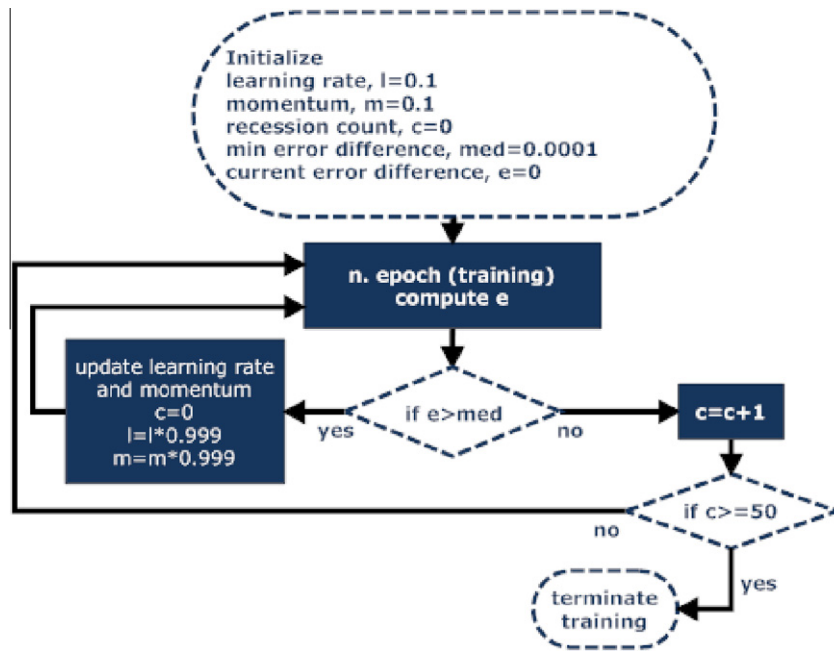 Initialize
learning rate, l=0.1
momentum, m=0.1
recession count, c=0
min error difference, med=0.0001
current error difference, e=0
n. epoch (training)
compute e
update learning rate
and momentum
c=0
l=l*0.999
m=m*0.999
yes
if e>med
no
c=c+1
if c>=50
no
yes
terminate
training